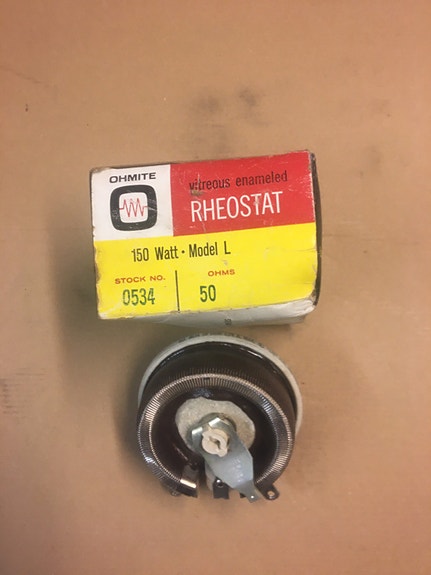 OHMITE
vitreous enameled
RHEOSTAT
150 Watt • Model L
STOCK NO.
OHMS
0534
50